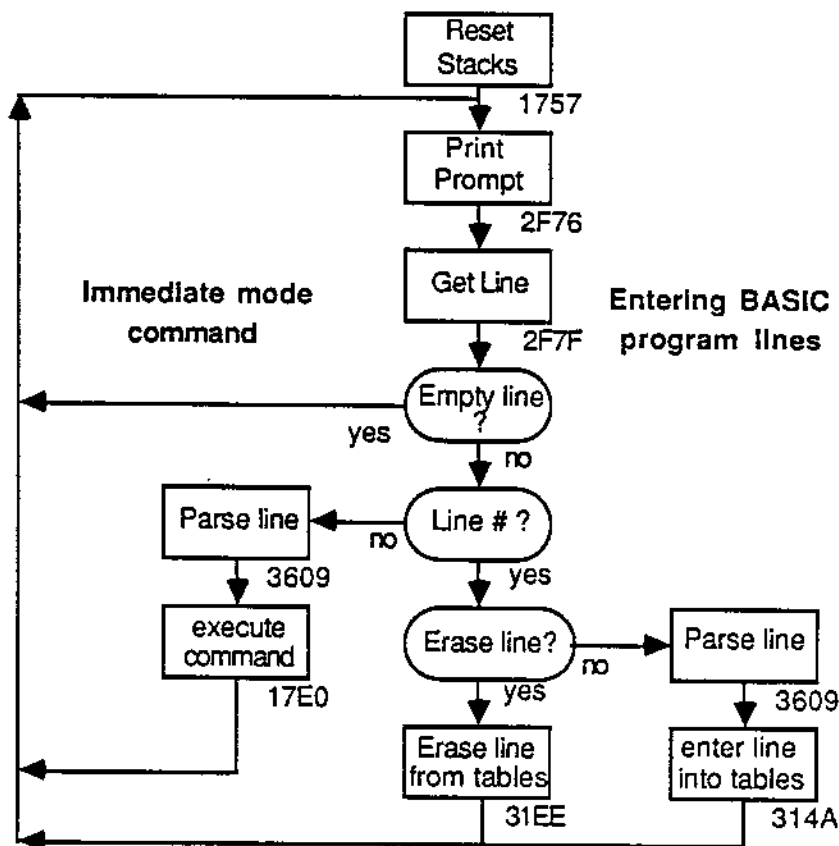 Reset
Stacks
1757
Print
Prompt
2F76
Get Line
2F7F
Immediate mode
command
Entering BASIC
program lines
Empty line
?
yes
no
Line # ?
no
yes
Parse line
3609
execute
command
17E0
Erase line?
no
yes
Parse line
3609
Erase line
from tables
31EE
enter line
into tables
314A